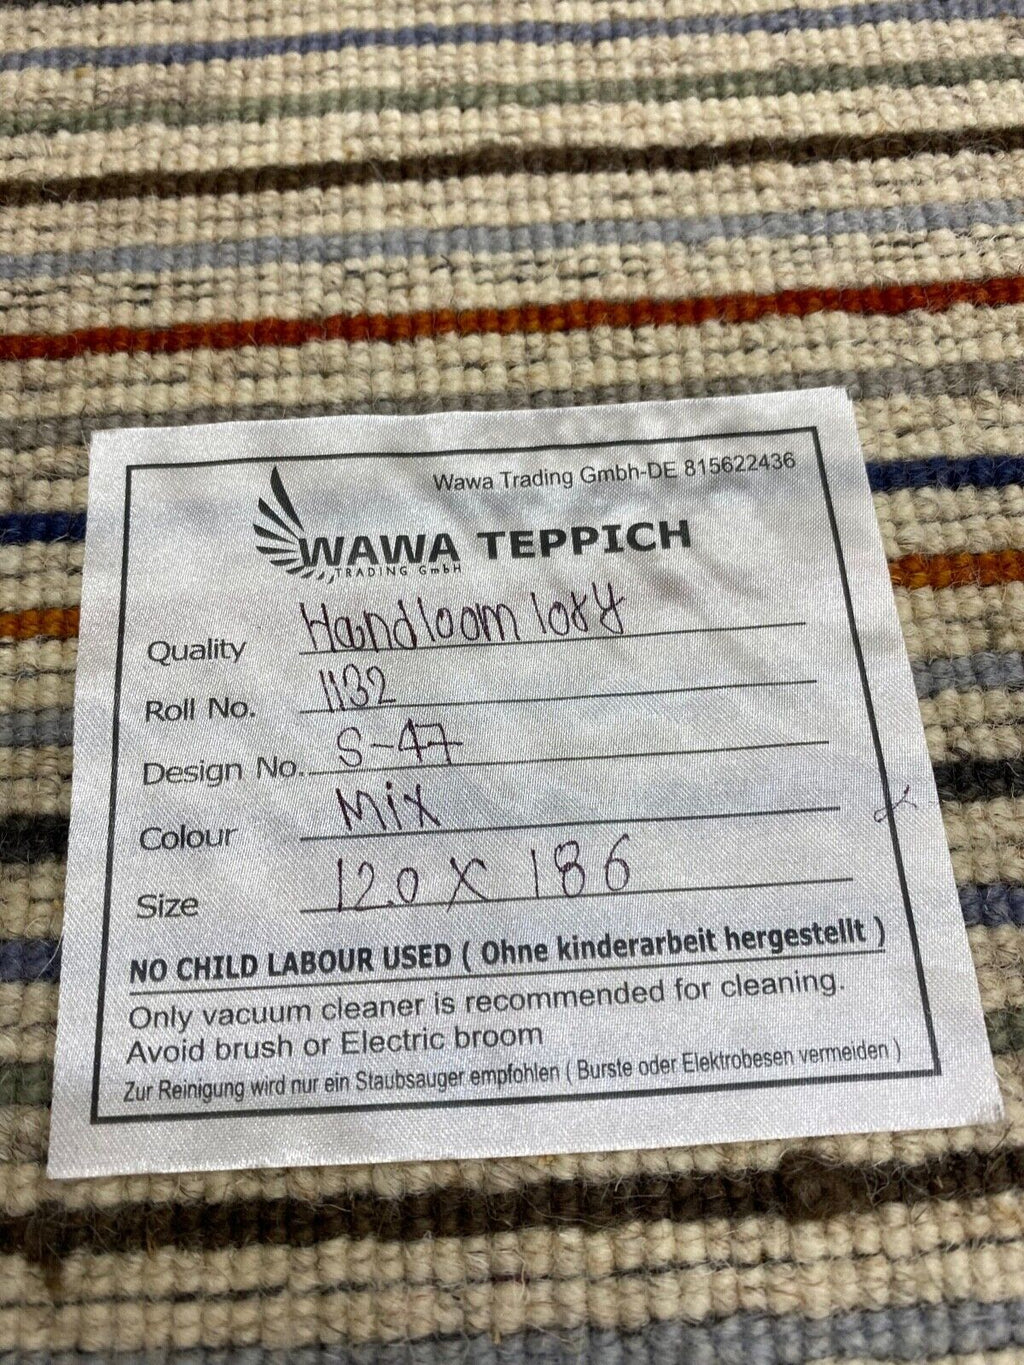 Wawa Trading Gmbh-DE 815622436
WAWA TEPPICH
TRADING GmbH
Quality Handloom lory
Roll No. 1132
Design No. S-47
Colour Mix
Size 120 X 186
NO CHILD LABOUR USED ( Ohne kinderarbeit hergestellt )
Only vacuum cleaner is recommended for cleaning.
Avoid brush or Electric broom
Zur Reinigung wird nur ein Staubsauger empfohlen ( Burste oder Elektrobesen vermeiden )